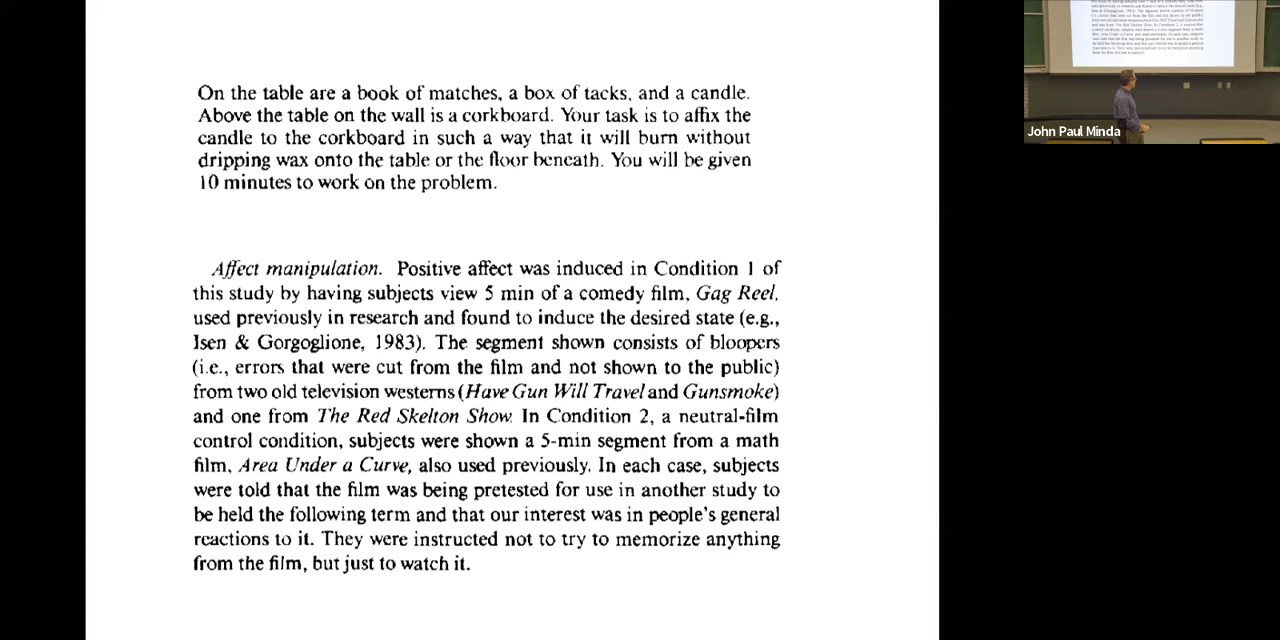 On the table are a book of matches, a box of tacks, and a candle.
Above the table on the wall is a corkboard. Your task is to affix the
candle to the corkboard in such a way that it will burn without
dripping wax onto the table or the floor beneath. You will be given
10 minutes to work on the problem.
Affect manipulation. Positive affect was induced in Condition 1 of
this study by having subjects view 5 min of a comedy film, Gag Reel,
used previously in research and found to induce the desired state (e.g.,
Isen & Gorgoglione, 1983). The segment shown consists of bloopers
(i.e., errors that were cut from the film and not shown to the public)
from two old television westerns (Have Gun Will Travel and Gunsmoke)
and one from The Red Skelton Show. In Condition 2, a neutral-film
control condition, subjects were shown a 5-min segment from a math
film, Area Under a Curve, also used previously. In each case, subjects
were told that the film was being pretested for use in another study to
be held the following term and that our interest was in people's general
reactions to it. They were instructed not to try to memorize anything
from the film, but just to watch it.
John Paul Minda